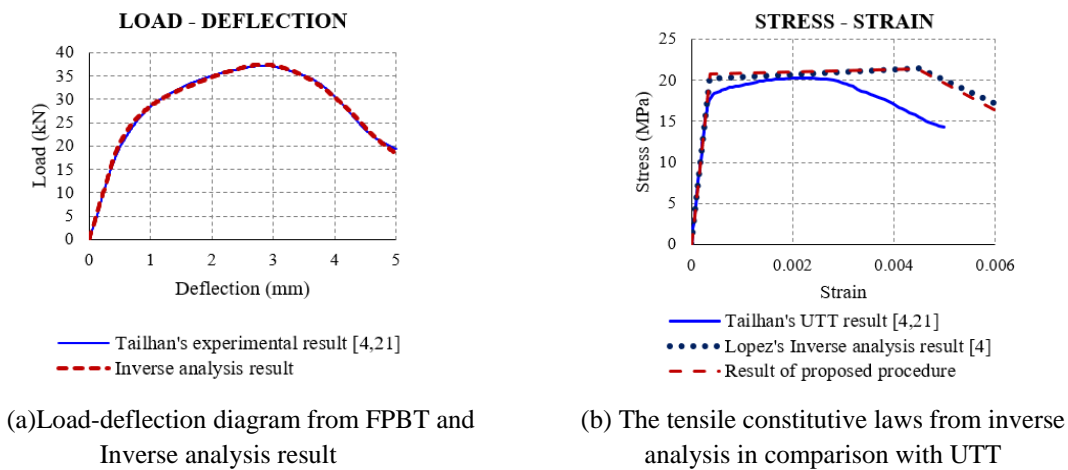 LOAD - DEFLECTION
40
35
30
25
20
15
10
5
0
Load (kN)
0 1 2 3 4 5
Deflection (mm)
Tailhan's experimental result [4,21]
Inverse analysis result
(a)Load-deflection diagram from FPBT and
Inverse analysis result
STRESS - STRAIN
25
20
15
10
5
0
Stress (MPa)
0 0.002 0.004 0.006
Strain
Tailhan's UTT result [4,21]
Lopez's Inverse analysis result [4]
Result of proposed procedure
(b) The tensile constitutive laws from inverse
analysis in comparison with UTT